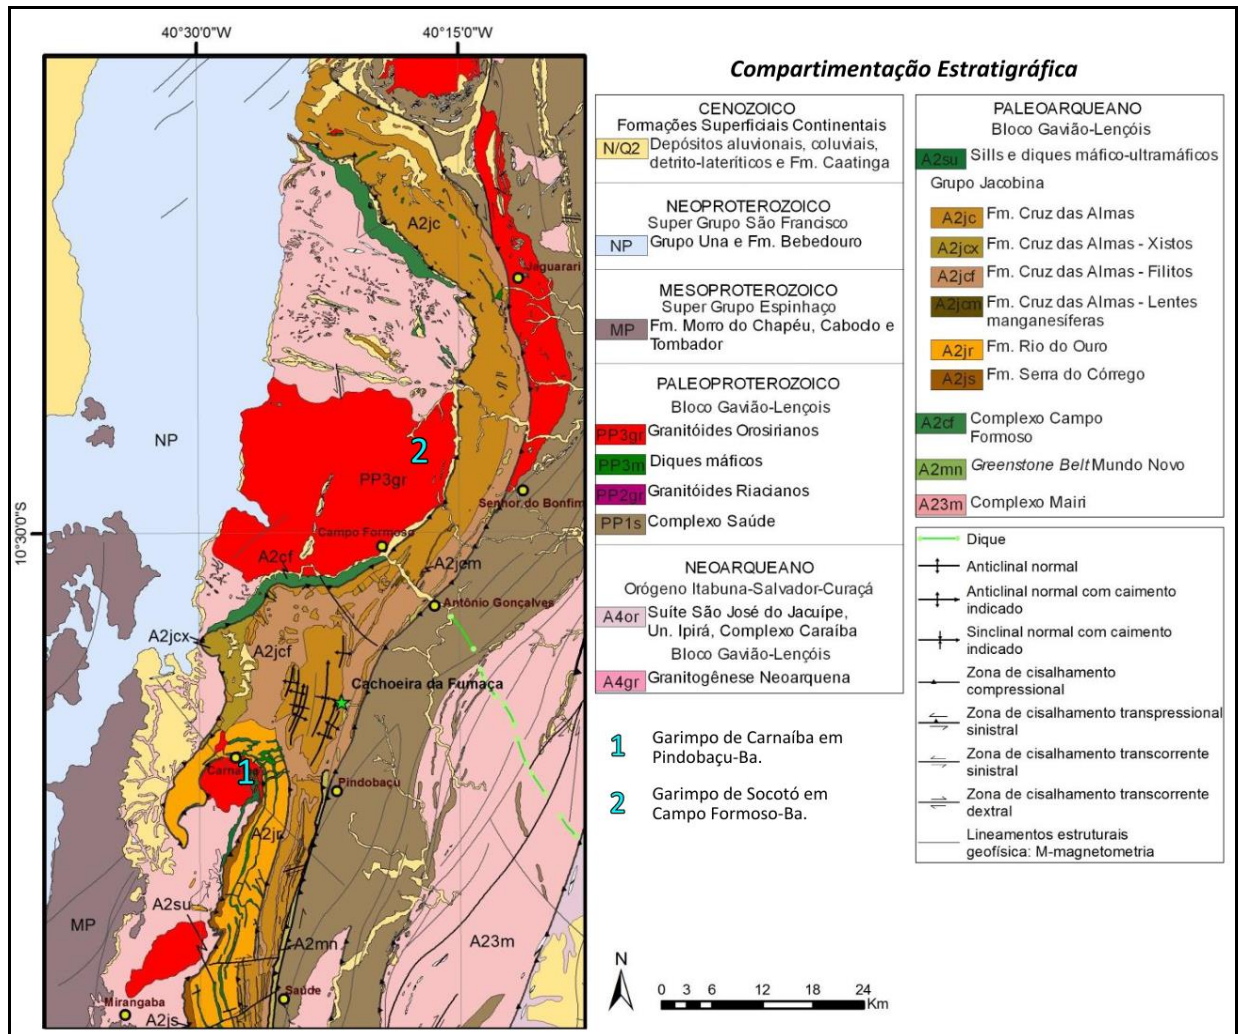 40°30'0"W
40°15'0"W
10°30'0"S
A2jc
Jaguarari
NP
2
PP3gr
Senhor do Bonfim
Campo Formoso
A2cf
A2jcm
Antônio Gonçalves
A2jcx
A2jcf
Cachoeira da Fumaça
Carnaíba
1
Pindobaçu
A2jr
A2su
MP
A2mn
A23m
Saúde
Mirangaba
A2js
Compartimentação Estratigráfica
CENOZOICO
Formações Superficiais Continentais
N/Q2 Depósitos aluvionais, coluviais,
detrito-lateríticos e Fm. Caatinga
NEOPROTEROZOICO
Super Grupo São Francisco
NP Grupo Una e Fm. Bebedouro
MESOPROTEROZOICO
Super Grupo Espinhaço
MP Fm. Morro do Chapéu, Caboclo e
Tombador
PALEOPROTEROZOICO
Bloco Gavião-Lençois
PP3gr Granitóides Orosirianos
PP3m Diques máficos
PP2gr Granitóides Riacianos
PP1s Complexo Saúde
NEOARQUEANO
Orógeno Itabuna-Salvador-Curaçá
A4or Suíte São José do Jacuípe,
Un. Ipirá, Complexo Caraíba
Bloco Gavião-Lençóis
A4gr Granitogênese Neoarquena
PALEOARQUEANO
Bloco Gavião-Lençóis
A2su Sills e diques máfico-ultramáficos
Grupo Jacobina
A2jc Fm. Cruz das Almas
A2jcx Fm. Cruz das Almas - Xistos
A2jcf Fm. Cruz das Almas - Filitos
A2jcm Fm. Cruz das Almas - Lentes
manganesíferas
A2jr Fm. Rio do Ouro
A2js Fm. Serra do Córrego
A2cf Complexo Campo
Formoso
A2mn Greenstone Belt Mundo Novo
A23m Complexo Mairi
Dique
Anticlinal normal
Anticlinal normal com caimento
indicado
Sinclinal normal com caimento
indicado
Zona de cisalhamento
compressional
Zona de cisalhamento transpressional
sinistral
Zona de cisalhamento transcorrente
sinistral
Zona de cisalhamento transcorrente
dextral
Lineamentos estruturais
geofísica: M-magnetometria
1 Garimpo de Carnaíba em
Pindobaçu-Ba.
2 Garimpo de Socotó em
Campo Formoso-Ba.
N
0 3 6 12 18 24
Km